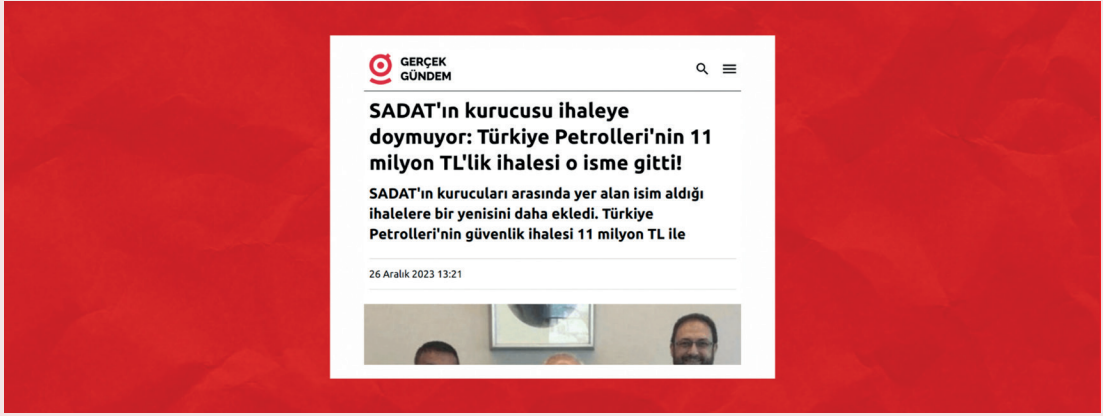 GERÇEK
GÜNDEM
SADAT'ın kurucusu ihaleye
doymuyor: Türkiye Petrolleri'nin 11
milyon TL'lik ihalesi o isme gitti!
SADAT'ın kurucuları arasında yer alan isim aldığı
ihalelere bir yenisini daha ekledi. Türkiye
Petrolleri'nin güvenlik ihalesi 11 milyon TL ile
26 Aralık 2023 13:21